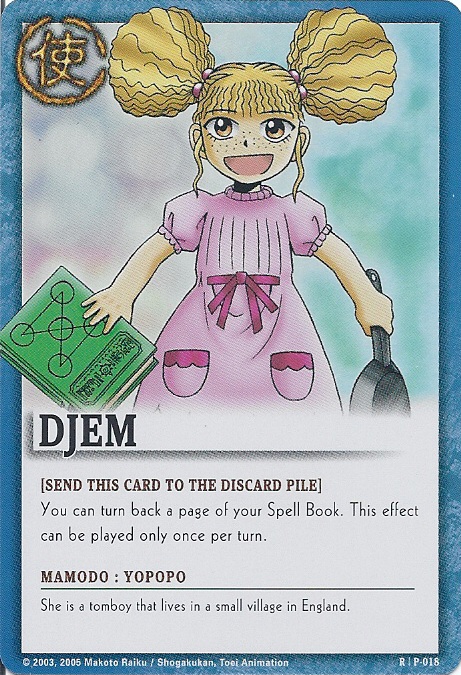 使
DJEM
[SEND THIS CARD TO THE DISCARD PILE]
You can turn back a page of your Spell Book. This effect
can be played only once per turn.
MAMODO : YOPOPO
She is a tomboy that lives in a small village in England.
© 2003, 2005 Makoto Raiku / Shogakukan, Toei Animation
R | P-018